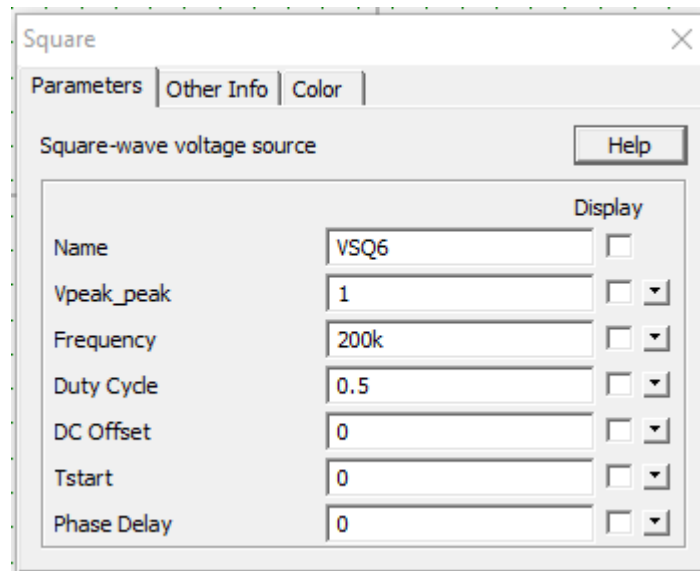 Square
Parameters Other Info Color
Square-wave voltage source Help
Display
Name VSQ6
Vpeak_peak 1
Frequency 200k
Duty Cycle 0.5
DC Offset 0
Tstart 0
Phase Delay 0